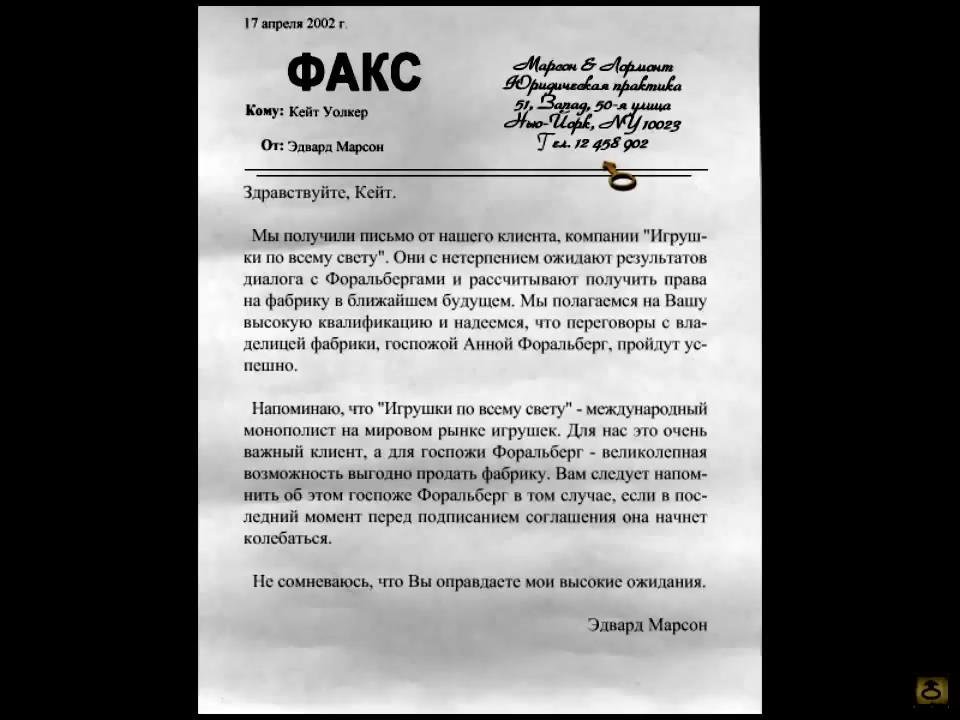 17 апреля 2002 г.
ФАКС
Кому: Кейт Уолкер
От: Эдвард Марсон
Марсон & Лормонт
Юридическая практика
51, Запад, 50-я улица
Нью-Йорк, NY 10023
Тел. 12 458 902
Здравствуйте, Кейт.
Мы получили письмо от нашего клиента, компании "Игруш-
ки по всему свету". Они с нетерпением ожидают результатов
диалога с Форальбергами и рассчитывают получить права
на фабрику в ближайшем будущем. Мы полагаемся на Вашу
высокую квалификацию и надеемся, что переговоры с вла-
делицей фабрики, госпожой Анной Форальберг, пройдут ус-
пешно.
Напоминаю, что "Игрушки по всему свету" - международный
монополист на мировом рынке игрушек. Для нас это очень
важный клиент, а для госпожи Форальберг - великолепная
возможность выгодно продать фабрику. Вам следует напом-
нить об этом госпоже Форальберг в том случае, если в пос-
ледний момент перед подписанием соглашения она начнет
колебаться.
Не сомневаюсь, что Вы оправдаете мои высокие ожидания.
Эдвард Марсон